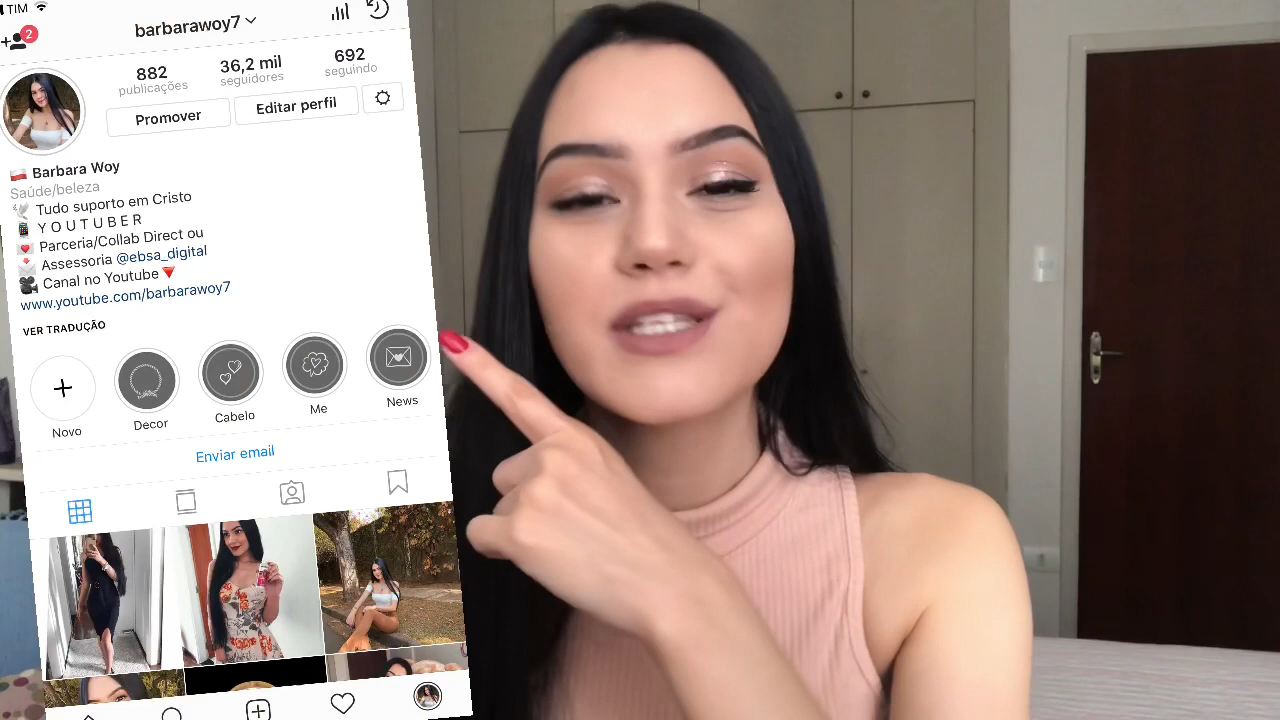 TIM
2
barbarawoy7
882
publicações
36,2 mil
seguidores
692
seguindo
Promover
Editar perfil
Barbara Woy
Saúde/beleza
Tudo suporto em Cristo
Y O U T U B E R
Parceria/Collab Direct ou
Assessoria @ebsa_digital
Canal no Youtube
www.youtube.com/barbarawoy7
VER TRADUÇÃO
Novo
Decor
Cabelo
Me
News
Enviar email